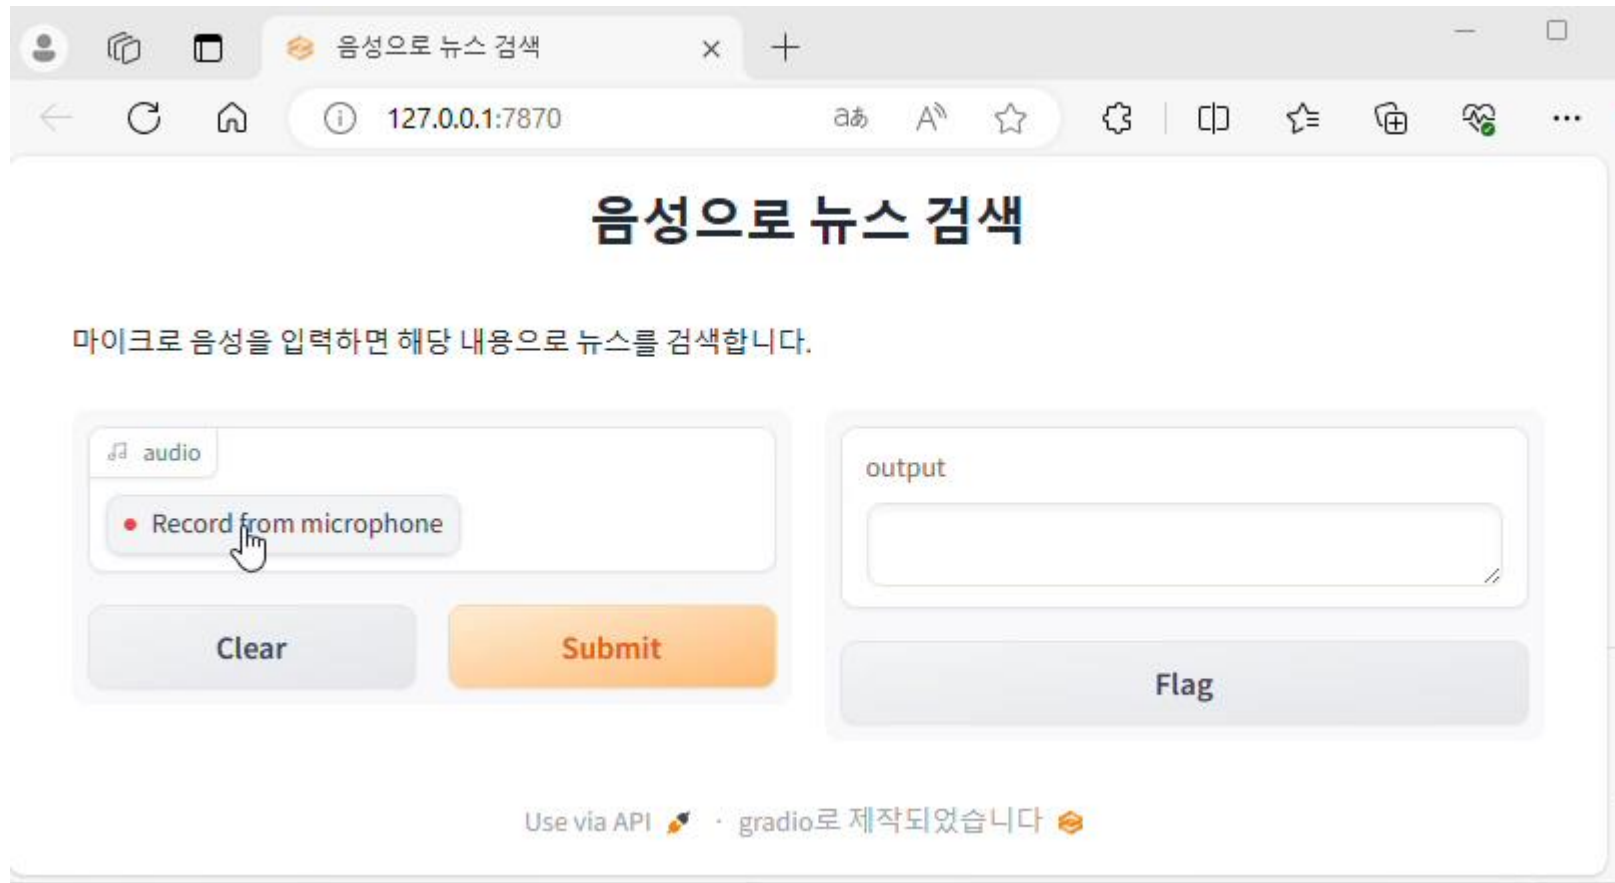 음성으로 뉴스 검색
127.0.0.1:7870
aあ
음성으로 뉴스 검색
마이크로 음성을 입력하면 해당 내용으로 뉴스를 검색합니다.
audio
Record from microphone
Clear
Submit
output
Flag
Use via API · gradio로 제작되었습니다